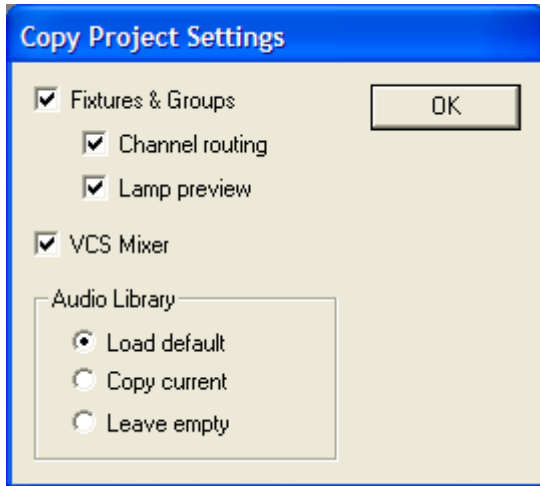 Copy Project Settings
Fixtures & Groups
OK
Channel routing
Lamp preview
VCS Mixer
Audio Library
Load default
Copy current
Leave empty